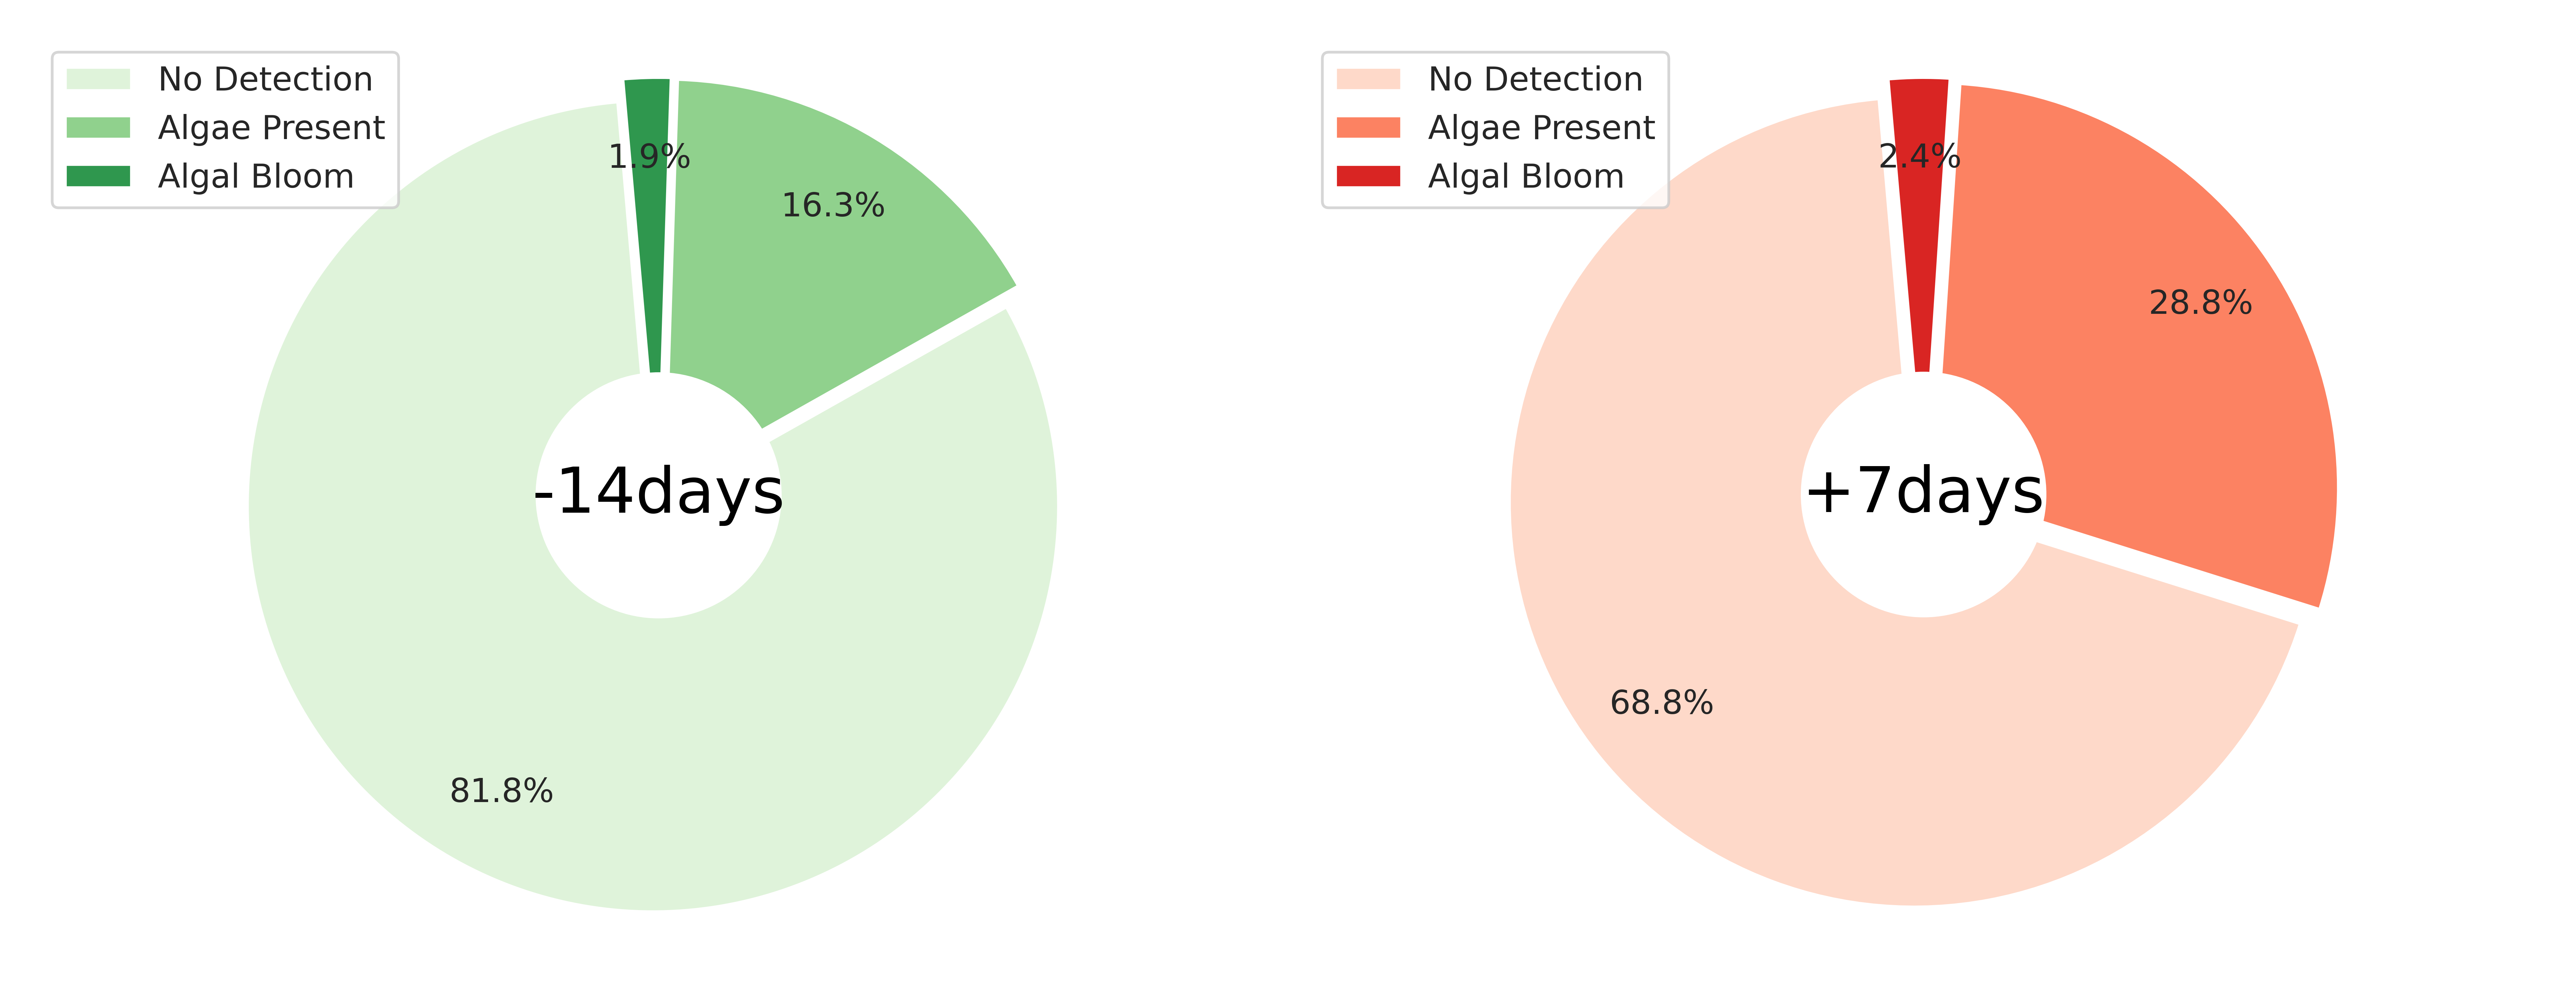 No Detection
Algae Present
Algal Bloom
1.9%
16.3%
-14days
81.8%
No Detection
Algae Present
Algal Bloom
2.4%
28.8%
+7days
68.8%